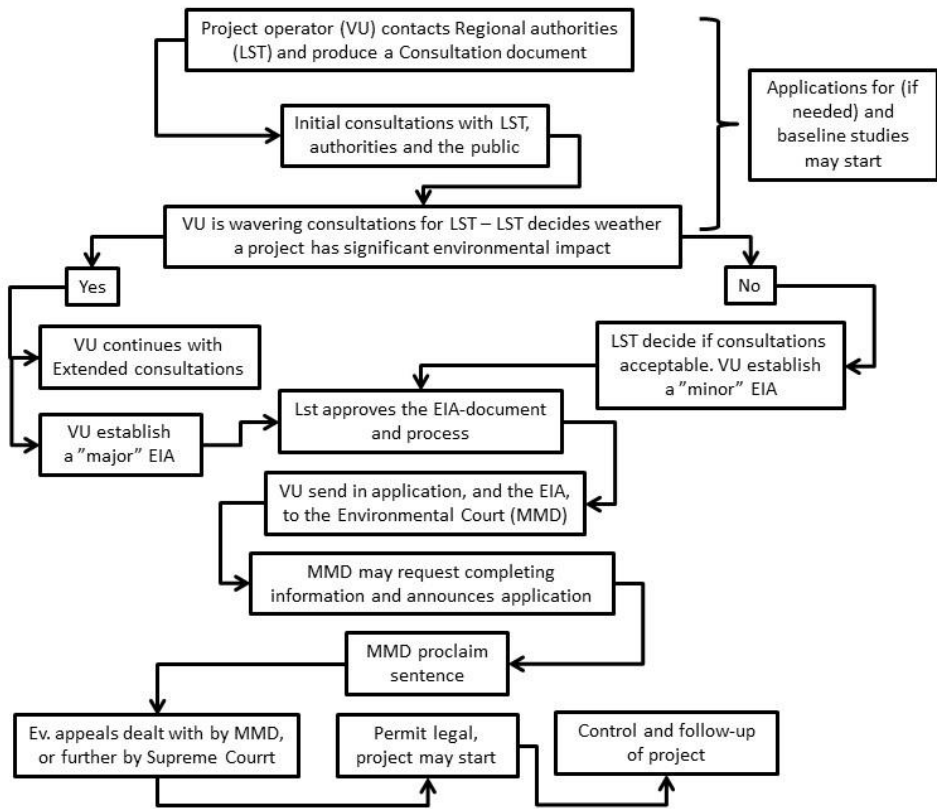 Project operator (VU) contacts Regional authorities
(LST) and produce a Consultation document
Applications for (if
needed) and
baseline studies
may start
Initial consultations with LST,
authorities and the public
VU is wavering consultations for LST – LST decides weather
a project has significant environmental impact
Yes
No
VU continues with
Extended consultations
LST decide if consultations
acceptable. VU establish
a ”minor” EIA
Lst approves the EIA-document
and process
VU establish
a ”major” EIA
VU send in application, and the EIA,
to the Environmental Court (MMD)
MMD may request completing
information and announces application
MMD proclaim
sentence
Ev. appeals dealt with by MMD,
or further by Supreme Courrt
Permit legal,
project may start
Control and follow-up
of project